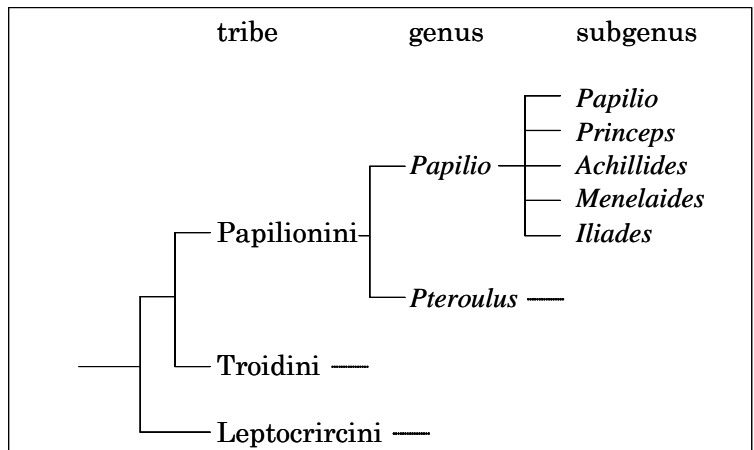 tribe genus subgenus
Papilio
Princeps
Papilio Achillides
Menelaides
Papilionini Iliades
Pteroulus
Troidini
Leptocrircini